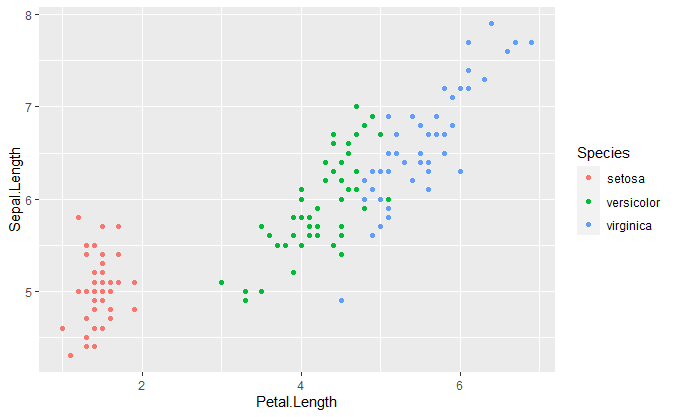 8
7
6
5
Sepal.Length
2
4
6
Petal.Length
Species
setosa
versicolor
virginica